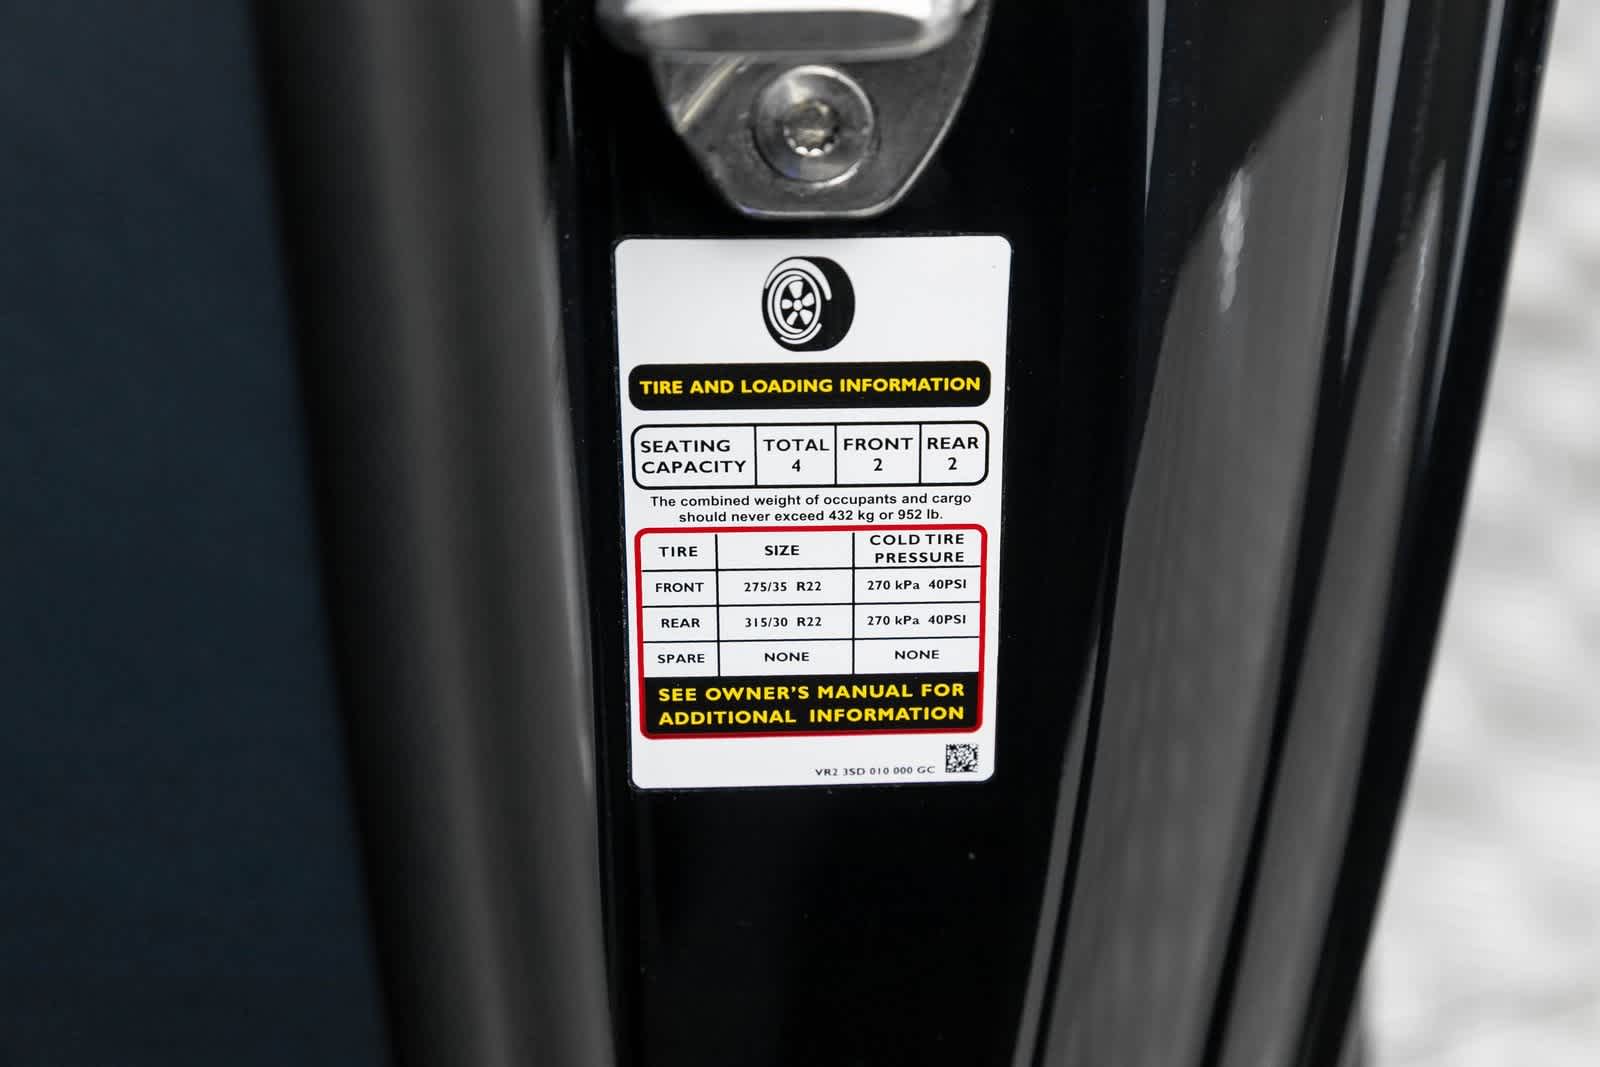 TIRE AND LOADING INFORMATION
SEATING CAPACITY TOTAL 4 FRONT 2 REAR 2
The combined weight of occupants and cargo
should never exceed 432 kg or 952 lb.
TIRE SIZE COLD TIRE PRESSURE
FRONT 275/35 R22 270 kPa 40PSI
REAR 315/30 R22 270 kPa 40PSI
SPARE NONE NONE
SEE OWNER'S MANUAL FOR
ADDITIONAL INFORMATION
VR2 3SD 010 000 GC